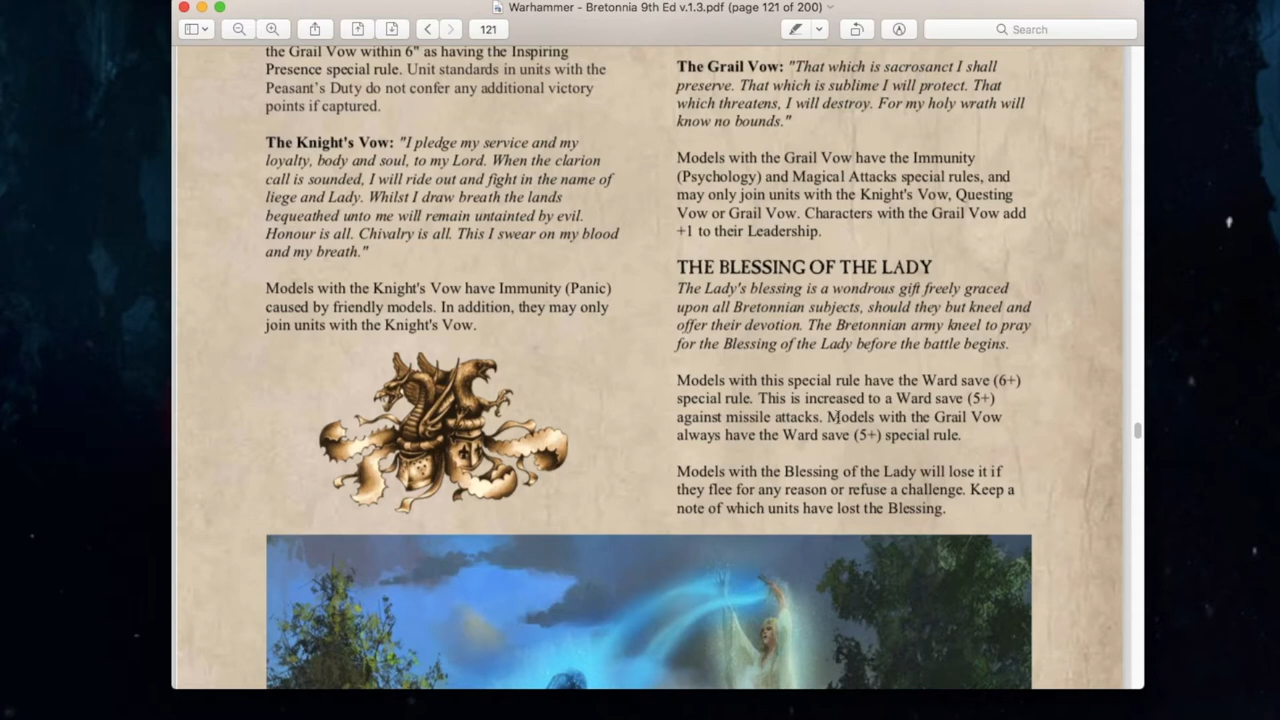 Warhammer - Bretonnia 9th Ed v.1.3.pdf (page 121 of 200)
121
Search
the Grail Vow within 6" as having the Inspiring
Presence special rule. Unit standards in units with the
Peasant's Duty do not confer any additional victory
points if captured.
The Knight's Vow: "I pledge my service and my
loyalty, body and soul, to my Lord. When the clarion
call is sounded, I will ride out and fight in the name of
liege and Lady. Whilst I draw breath the lands
bequeathed unto me will remain untainted by evil.
Honour is all. Chivalry is all. This I swear on my blood
and my breath."
Models with the Knight's Vow have Immunity (Panic)
caused by friendly models. In addition, they may only
join units with the Knight's Vow.
The Grail Vow: "That which is sacrosanct I shall
preserve. That which is sublime I will protect. That
which threatens, I will destroy. For my holy wrath will
know no bounds."
Models with the Grail Vow have the Immunity
(Psychology) and Magical Attacks special rules, and
may only join units with the Knight's Vow, Questing
Vow or Grail Vow. Characters with the Grail Vow add
+1 to their Leadership.
THE BLESSING OF THE LADY
The Lady's blessing is a wondrous gift freely graced
upon all Bretonnian subjects, should they but kneel and
offer their devotion. The Bretonnian army kneel to pray
for the Blessing of the Lady before the battle begins.
Models with this special rule have the Ward save (6+)
special rule. This is increased to a Ward save (5+)
against missile attacks. Models with the Grail Vow
always have the Ward save (5+) special rule.
Models with the Blessing of the Lady will lose it if
they flee for any reason or refuse a challenge. Keep a
note of which units have lost the Blessing.